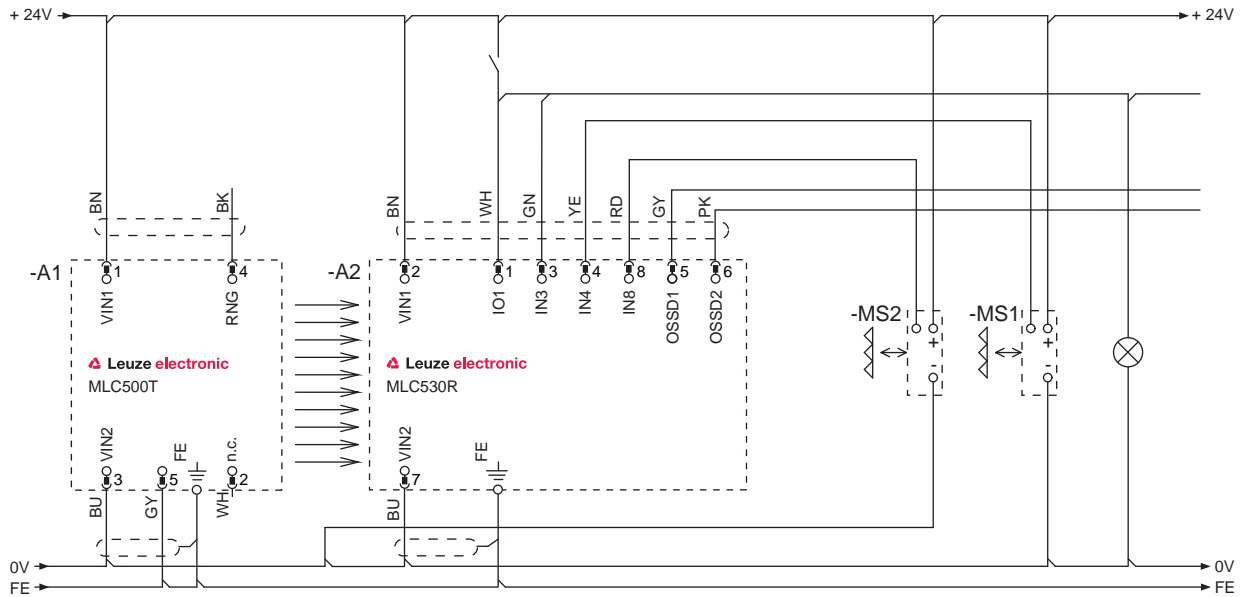 + 24V
+ 24V
BN
BK
BN
WH
GN
YE
RD
GY
PK
-A1
1
4
-A2
2
1
3
4
8
5
6
VIN1
RNG
VIN1
IO1
IN3
IN4
IN8
OSSD1
OSSD2
-MS2
-MS1
+
+
-
-
Leuze electronic
MLC500T
Leuze electronic
MLC530R
VIN2
FE
n.c.
VIN2
FE
3
5
2
7
BU
GY
WH
BU
0V
0V
FE
FE